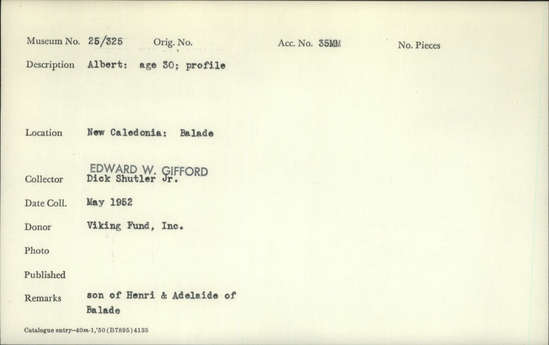 Museum No. 25/325 Orig. No. Acc. No. 35MM No. Pieces
Description Albert: age 30; profile
Location New Caledonia: Balade
EDWARD W. GIFFORD
Collector Dick Shutler Jr.
Date Coll. May 1952
Donor Viking Fund, Inc.
Photo
Published
Remarks son of Henri & Adelaide of
Balade
Catalogue entry—40m-1,'50 (B7895) 4135